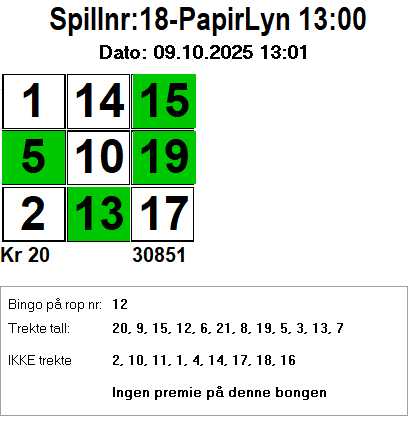 Spillnr:18-PapirLyn 13:00
Dato: 09.10.2025 13:01
1 14 15
5 10 19
2 13 17
Kr 20 30851
Bingo på rop nr: 12
Trekte tall: 20, 9, 15, 12, 6, 21, 8, 19, 5, 3, 13, 7
IKKE trekte 2, 10, 11, 1, 4, 14, 17, 18, 16
Ingen premie på denne bongen